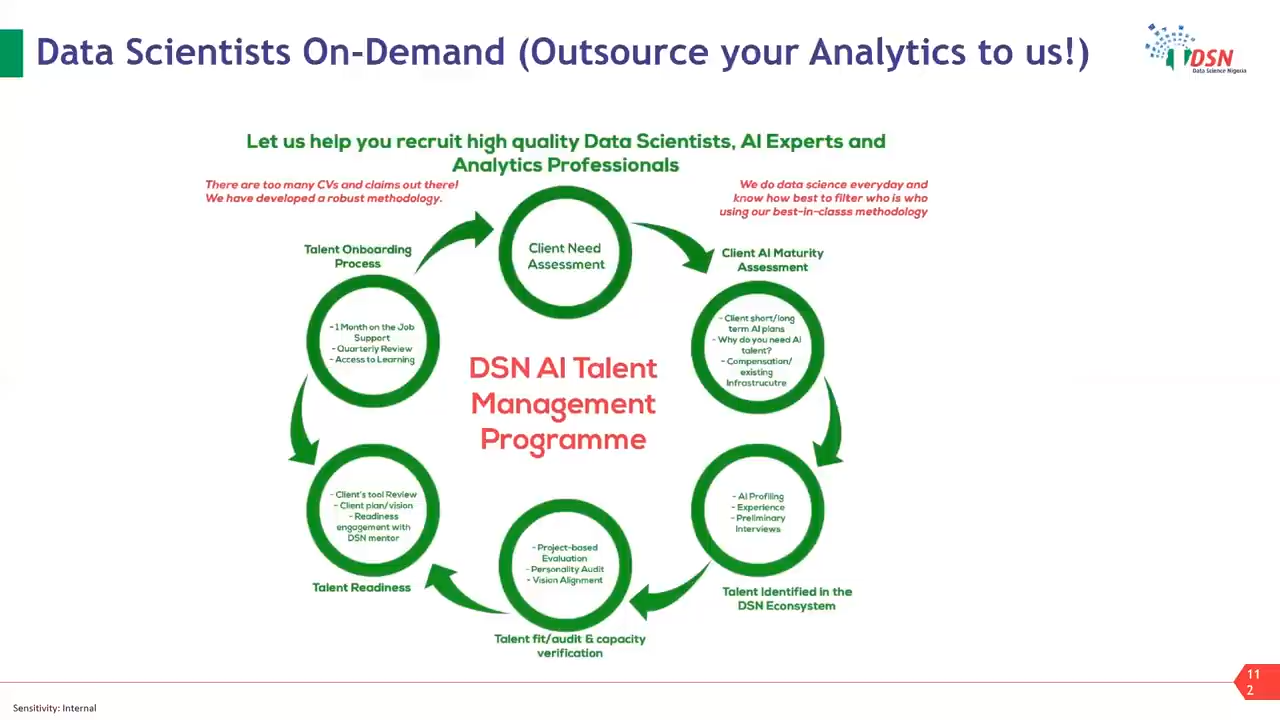 Data Scientists On-Demand (Outsource your Analytics to us!)
DSN
Data Science Nigeria
Let us help you recruit high quality Data Scientists, AI Experts and
Analytics Professionals
There are too many CVs and claims out there!
We have developed a robust methodology.
We do data science everyday and
know how best to filter who is who
using our best-in-classs methodology
Client Need
Assessment
Client AI Maturity
Assessment
- Client short/long
term AI plans
- Why do you need AI
talent?
- Compensation/
existing
Infrastrucutre
- AI Profiling
- Experience
- Preliminary
Interviews
Talent Identified in the
DSN Econsystem
- Project-based
Evaluation
- Personality Audit
- Vision Alignment
Talent fit/audit & capacity
verification
- Client's tool Review
- Client plan/vision
- Readiness
engagement with
DSN mentor
Talent Readiness
Talent Onboarding
Process
- 1 Month on the Job
Support
- Quarterly Review
- Access to Learning
DSN AI Talent
Management
Programme
11
2
Sensitivity: Internal